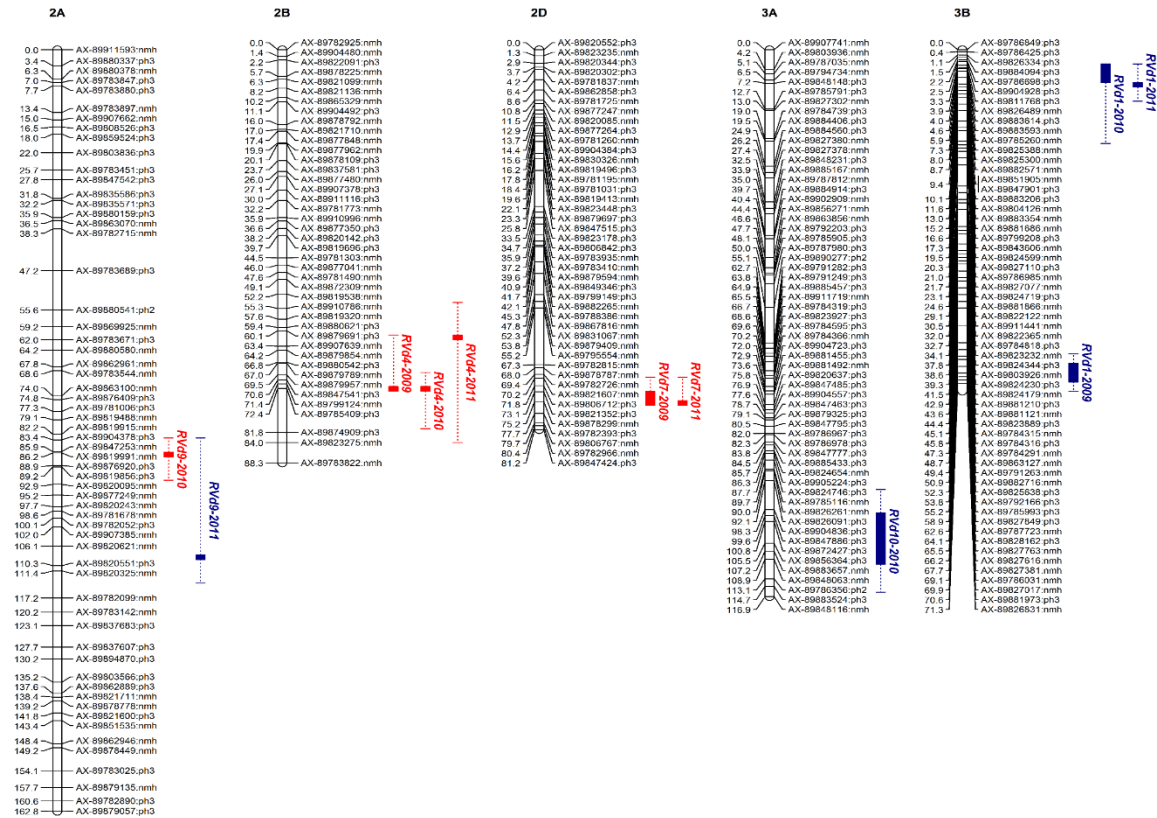 2A
0.0 AX-89911593:nmh
3.4 AX-89880337:ph3
6.3 AX-89880378:nmh
7.0 AX-89783847:ph3
7.7 AX-89783880:ph3
13.4 AX-89783897:nmh
15.0 AX-89907662:nmh
16.5 AX-89808526:ph3
18.0 AX-89859524:ph3
22.0 AX-89803836:ph3
25.7 AX-89783451:ph3
27.8 AX-89847542:ph3
31.8 AX-89835586:ph3
32.2 AX-89835571:ph3
35.9 AX-89880159:ph3
36.5 AX-89863070:nmh
38.3 AX-89782715:nmh
47.2 AX-89783689:ph3
55.6 AX-89880541:ph2
59.2 AX-89869925:nmh
62.0 AX-89783671:ph3
64.2 AX-89880580:nmh
67.8 AX-89862961:nmh
68.6 AX-89783544:nmh
74.0 AX-89863100:nmh
74.8 AX-89876409:ph3
77.3 AX-89781006:ph3
79.1 AX-89819488:nmh
82.2 AX-89819915:nmh
83.4 AX-89904378:ph3
85.9 AX-89847253:nmh
86.2 AX-89819991:nmh
88.9 AX-89876920:ph3
89.2 AX-89819856:ph3
92.9 AX-89820095:nmh
95.2 AX-89877249:nmh
97.7 AX-89820243:nmh
98.6 AX-89781678:nmh
100.1 AX-89782052:ph3
102.0 AX-89907385:nmh
106.1 AX-89820621:nmh
110.3 AX-89820551:ph3
111.4 AX-89820325:nmh
117.2 AX-89782099:nmh
120.2 AX-89783142:nmh
123.1 AX-89837683:ph3
127.7 AX-89837607:ph3
130.2 AX-89894870:ph3
135.2 AX-89803566:ph3
137.6 AX-89862889:ph3
138.4 AX-89821711:nmh
139.2 AX-89878778:nmh
141.8 AX-89821600:ph3
143.4 AX-89851535:nmh
148.4 AX-89862946:nmh
149.2 AX-89878449:nmh
154.1 AX-89783025:ph3
157.7 AX-89879135:nmh
160.6 AX-89782890:ph3
162.8 AX-89879057:ph3
RVd9-2010
RVd9-2011
2B
0.0 AX-89782925:nmh
1.4 AX-89904480:nmh
2.2 AX-89822091:ph3
5.7 AX-89878225:nmh
6.3 AX-89821099:nmh
8.2 AX-89821136:nmh
10.2 AX-89865329:nmh
11.1 AX-89904492:ph3
16.0 AX-89878792:nmh
17.0 AX-89821710:nmh
17.4 AX-89877848:nmh
19.9 AX-89877962:nmh
20.1 AX-89878109:ph3
23.7 AX-89837581:ph3
26.0 AX-89877480:nmh
27.1 AX-89907378:ph3
30.0 AX-89911116:ph3
32.2 AX-89781773:nmh
35.9 AX-89910996:nmh
36.6 AX-89877350:ph3
38.2 AX-89820142:ph3
39.7 AX-89819696:ph3
44.5 AX-89781303:nmh
46.0 AX-89877041:nmh
47.6 AX-89781490:nmh
49.1 AX-89872309:nmh
52.2 AX-89819538:nmh
55.3 AX-89910786:nmh
57.6 AX-89819320:nmh
59.4 AX-89880621:ph3
60.1 AX-89879691:ph3
63.4 AX-89907639:nmh
64.2 AX-89879854:nmh
66.8 AX-89880542:ph3
67.0 AX-89879789:nmh
69.5 AX-89879957:nmh
70.6 AX-89847541:ph3
71.4 AX-89799124:nmh
72.4 AX-89785409:ph3
81.8 AX-89874909:ph3
84.0 AX-89823275:nmh
88.3 AX-89783822:nmh
RVd4-2009
RVd4-2010
RVd4-2011
2D
0.0 AX-89820552:ph3
1.3 AX-89823235:nmh
2.9 AX-89820344:ph3
3.7 AX-89820302:ph3
4.2 AX-89781837:nmh
6.4 AX-89862858:ph3
8.6 AX-89781725:nmh
10.8 AX-89877247:nmh
11.5 AX-89820085:nmh
12.9 AX-89877264:ph3
13.7 AX-89781260:nmh
14.4 AX-89904384:ph3
15.6 AX-89830326:nmh
16.2 AX-89819496:ph3
17.8 AX-89781195:nmh
18.4 AX-89781031:ph3
19.6 AX-89819413:nmh
22.1 AX-89823448:ph3
23.3 AX-89879697:ph3
25.8 AX-89847515:ph3
33.5 AX-89823178:ph3
34.7 AX-89806842:ph3
35.9 AX-89783935:nmh
37.2 AX-89783410:nmh
39.6 AX-89879594:nmh
40.9 AX-89849346:ph3
41.7 AX-89799149:ph3
42.1 AX-89882265:nmh
45.3 AX-89788386:nmh
47.8 AX-89867816:nmh
52.3 AX-89831067:nmh
53.8 AX-89879409:nmh
55.2 AX-89795554:nmh
67.3 AX-89782815:nmh
68.0 AX-89878787:nmh
69.4 AX-89782726:nmh
70.2 AX-89821607:nmh
71.8 AX-89806712:ph3
73.1 AX-89821352:ph3
75.2 AX-89878299:nmh
77.7 AX-89782393:ph3
79.7 AX-89806767:nmh
80.4 AX-89782966:nmh
81.2 AX-89847424:ph3
RVd7-2009
RVd7-2011
3A
0.0 AX-89907741:nmh
4.2 AX-89803936:nmh
5.1 AX-89787035:nmh
6.5 AX-89794734:nmh
7.2 AX-89848148:ph3
12.7 AX-89785791:ph3
13.0 AX-89827302:nmh
19.0 AX-89784739:ph3
19.5 AX-89884406:ph3
24.9 AX-89884560:ph3
26.2 AX-89827380:nmh
27.4 AX-89827378:nmh
32.5 AX-89848231:ph3
33.9 AX-89885167:nmh
35.0 AX-89787812:nmh
39.7 AX-89884914:ph3
40.4 AX-89902909:nmh
44.4 AX-89856271:nmh
46.6 AX-89863856:nmh
47.7 AX-89792203:nmh
48.1 AX-89785905:nmh
50.7 AX-89787980:ph3
55.1 AX-89890277:ph2
62.7 AX-89791282:ph3
63.8 AX-89791249:ph3
64.9 AX-89885457:nmh
65.5 AX-89911719:nmh
66.7 AX-89784319:ph3
68.6 AX-89823927:nmh
69.6 AX-89784595:ph3
70.2 AX-89784366:nmh
72.0 AX-89904723:ph3
72.9 AX-89881455:ph3
73.6 AX-89881492:nmh
75.8 AX-89820637:ph3
76.9 AX-89847485:ph3
77.6 AX-89904557:ph3
78.7 AX-89847463:ph3
79.1 AX-89879325:ph3
80.5 AX-89847795:ph3
82.0 AX-89786967:ph3
82.3 AX-89786978:ph3
83.8 AX-89847777:ph3
84.5 AX-89885433:ph3
85.7 AX-89824654:nmh
86.3 AX-89905224:ph3
87.7 AX-89824746:ph3
89.7 AX-89785116:nmh
90.0 AX-89826261:nmh
92.1 AX-89826091:ph3
98.3 AX-89904836:ph3
99.6 AX-89847886:ph3
100.8 AX-89872427:ph3
105.5 AX-89856364:ph3
107.2 AX-89883657:nmh
108.9 AX-89848063:nmh
113.1 AX-89786356:ph2
114.7 AX-89883524:ph3
116.9 AX-89848116:nmh
RVd10-2010
3B
0.0 AX-89786849:ph3
0.4 AX-89786425:ph3
1.1 AX-89826334:ph3
1.5 AX-89884094:ph3
2.2 AX-89786698:ph3
2.5 AX-89904928:ph3
3.3 AX-89811768:ph3
3.9 AX-89826489:nmh
4.0 AX-89883614:ph3
4.6 AX-89883593:nmh
5.9 AX-89785260:nmh
7.3 AX-89825388:nmh
8.0 AX-89825300:nmh
8.7 AX-89882571:nmh
AX-89851905:nmh
9.4 AX-89847901:ph3
10.1 AX-89883206:ph3
11.6 AX-89804126:nmh
13.0 AX-89883354:nmh
15.2 AX-89881686:nmh
16.6 AX-89799208:nmh
17.3 AX-89843606:nmh
19.5 AX-89824599:nmh
20.3 AX-89827110:ph3
21.0 AX-89786985:nmh
21.7 AX-89827077:nmh
23.1 AX-89824719:ph3
24.6 AX-89881866:nmh
29.1 AX-89822122:nmh
30.5 AX-89911441:nmh
32.0 AX-89822365:nmh
32.7 AX-89786818:nmh
34.1 AX-89823232:nmh
37.8 AX-89824344:ph3
38.6 AX-89803926:nmh
39.3 AX-89824230:ph3
41.5 AX-89824179:nmh
42.9 AX-89881210:ph3
43.6 AX-89881121:nmh
44.4 AX-89823889:ph3
45.1 AX-89784315:nmh
47.3 AX-89784291:nmh
48.7 AX-89863127:nmh
49.4 AX-89791263:nmh
50.9 AX-89882716:nmh
52.3 AX-89825638:ph3
53.8 AX-89792166:ph3
55.2 AX-89785993:ph3
58.9 AX-89827849:ph3
62.6 AX-89787723:nmh
64.1 AX-89828162:ph3
65.5 AX-89827763:nmh
66.2 AX-89827616:nmh
67.7 AX-89827381:nmh
69.1 AX-89786031:nmh
69.9 AX-89827017:nmh
70.6 AX-89881973:ph3
71.3 AX-89826831:nmh
RVd1-2009
RVd1-2010
RVd1-2011